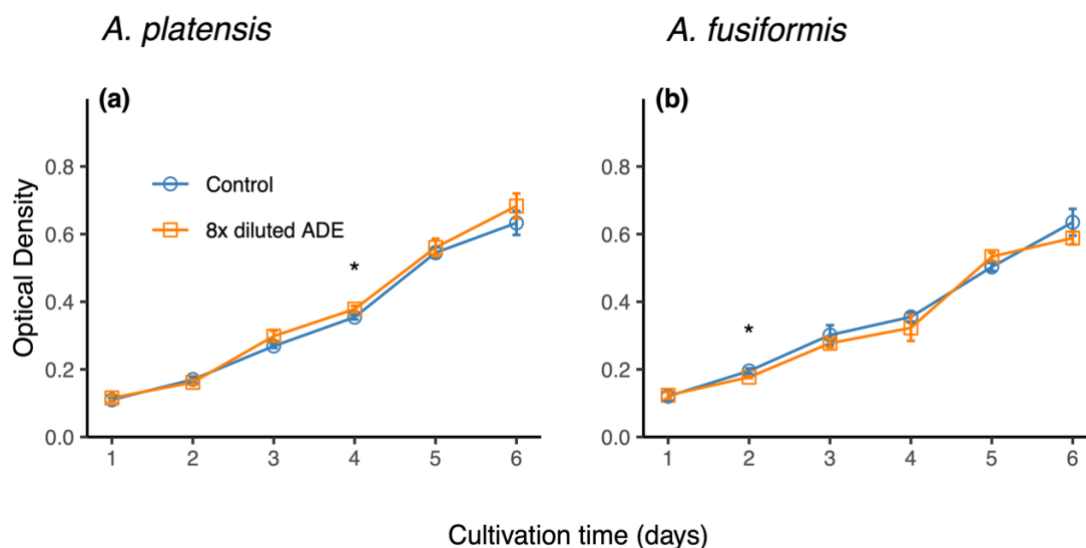 A. platensis
A. fusiformis
(a)
(b)
Optical Density
0.8
0.6
0.4
0.2
0.0
Control
8x diluted ADE
*
1 2 3 4 5 6
0.8
0.6
0.4
0.2
0.0
*
1 2 3 4 5 6
Cultivation time (days)